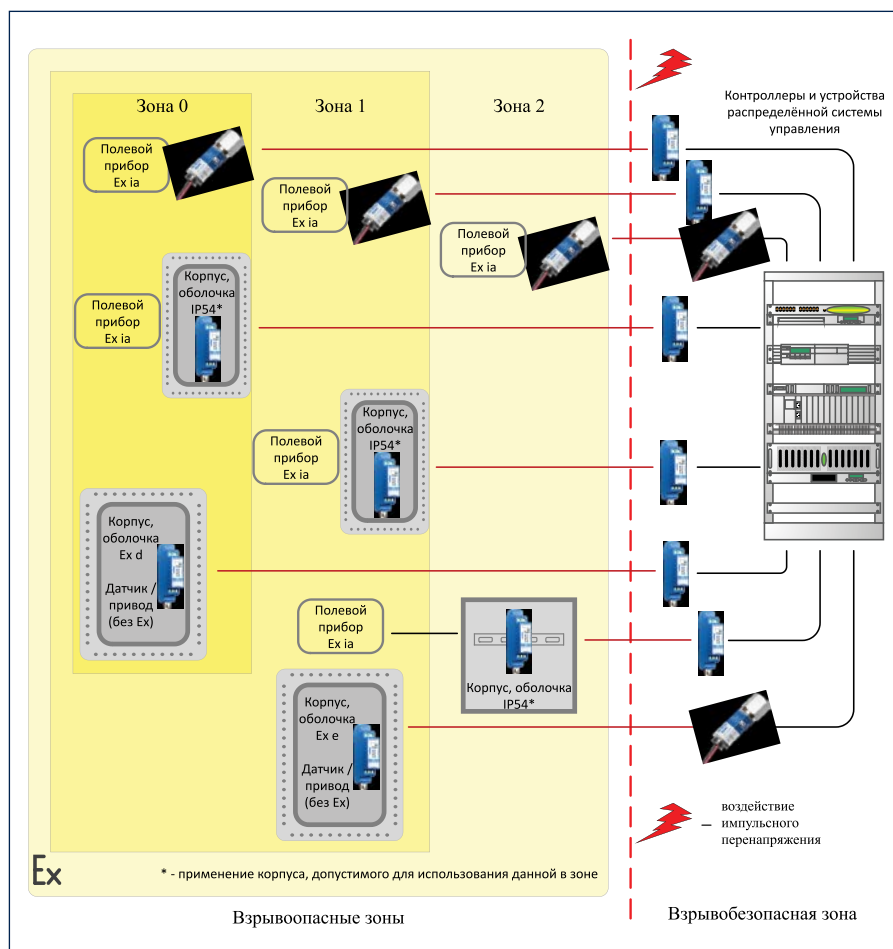 Зона 0
Зона 1
Зона 2
Контроллеры и устройства
распределённой системы
управления
Полевой
прибор
Ex ia
Полевой
прибор
Ex ia
Полевой
прибор
Ex ia
Корпус,
оболочка
IP54*
Полевой
прибор
Ex ia
Корпус,
оболочка
IP54*
Полевой
прибор
Ex ia
Корпус,
оболочка
Ex d
Датчик /
привод
(без Ex)
Полевой
прибор
Ex ia
Корпус, оболочка
IP54*
Корпус,
оболочка
Ex e
Датчик /
привод
(без Ex)
– воздействие
импульсного
перенапряжения
Ex
* - применение корпуса, допустимого для использования данной в зоне
Взрывоопасные зоны
Взрывобезопасная зона